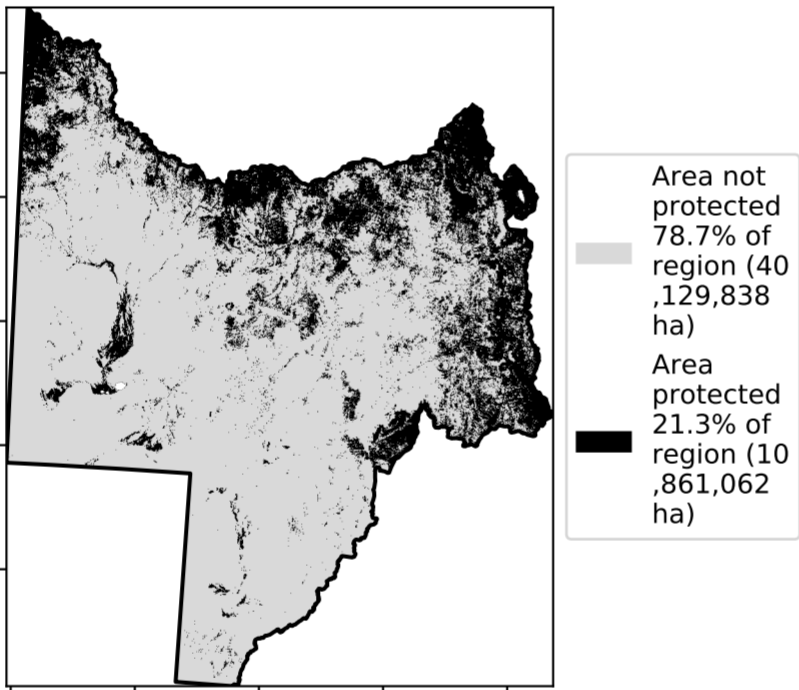 Area not
protected
78.7% of
region (40
,129,838
ha)
Area
protected
21.3% of
region (10
,861,062
ha)